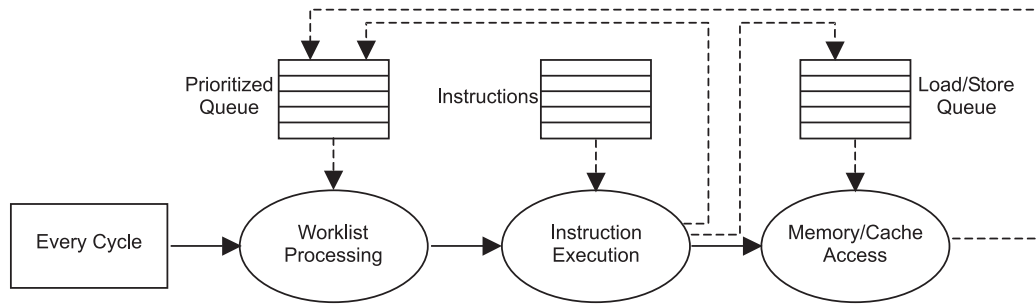 Prioritized
Queue
Instructions
Load/Store
Queue
Every Cycle
Worklist
Processing
Instruction
Execution
Memory/Cache
Access